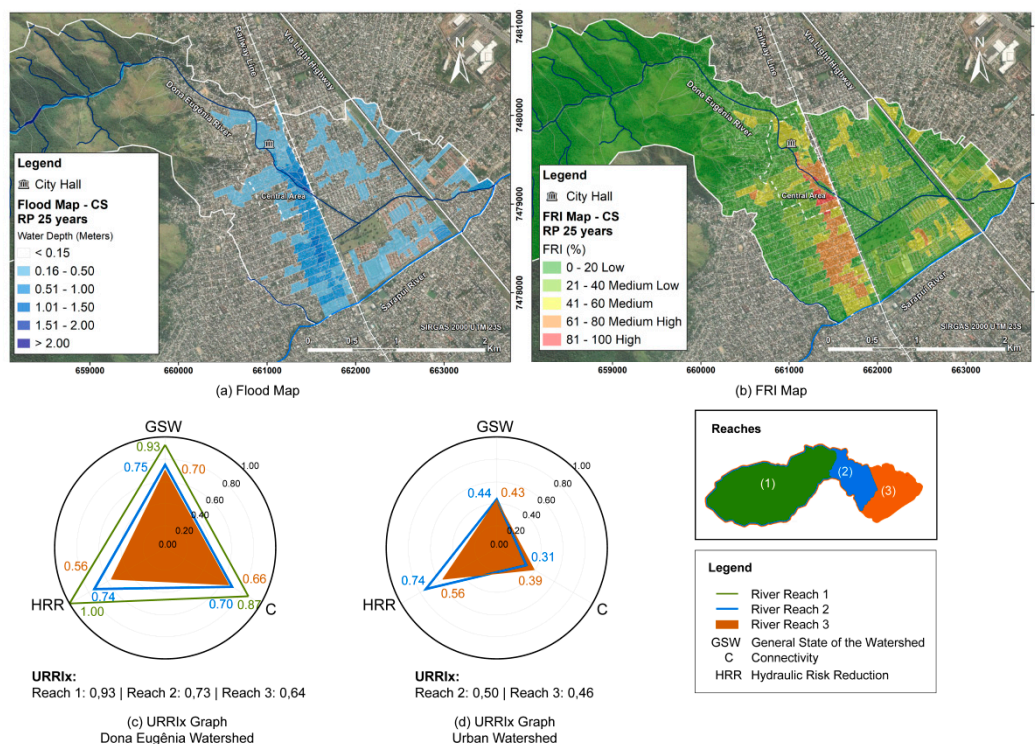 Railway Line
Via Light Highway
Dona Eugênia River
Central Area
Sarapuí River
N
Legend
City Hall
Flood Map - CS
RP 25 years
Water Depth (Meters)
< 0.15
0.16 - 0.50
0.51 - 1.00
1.01 - 1.50
1.51 - 2.00
> 2.00
SIRGAS 2000 UTM 23S
0 0.5 1 2
Km
7481000
7480000
7479000
7478000
659000 660000 661000 662000 663000
(a) Flood Map
Railway Line
Via Light Highway
Dona Eugênia River
Central Area
Sarapuí River
N
Legend
City Hall
FRI Map - CS
RP 25 years
FRI (%)
0 - 20 Low
21 - 40 Medium Low
41 - 60 Medium
61 - 80 Medium High
81 - 100 High
SIRGAS 2000 UTM 23S
0 0.5 1 2
Km
659000 660000 661000 662000 663000
(b) FRI Map
GSW
0.93
0.75 0.70
1.00
0.80
0.60
0.40
0.20
0.00
0.56 0.66
HRR 0.74 0.70 0.87 C
1.00
URRIx:
Reach 1: 0,93 | Reach 2: 0,73 | Reach 3: 0,64
(c) URRIx Graph
Dona Eugênia Watershed
GSW
1.00
0.80
0.60
0.44 0.43
0.40
0.20
0.00
0.31
0.74 0.39
HRR 0.56 C
URRIx:
Reach 2: 0,50 | Reach 3: 0,46
(d) URRIx Graph
Urban Watershed
Reaches
(1)
(2)
(3)
Legend
River Reach 1
River Reach 2
River Reach 3
GSW General State of the Watershed
C Connectivity
HRR Hydraulic Risk Reduction